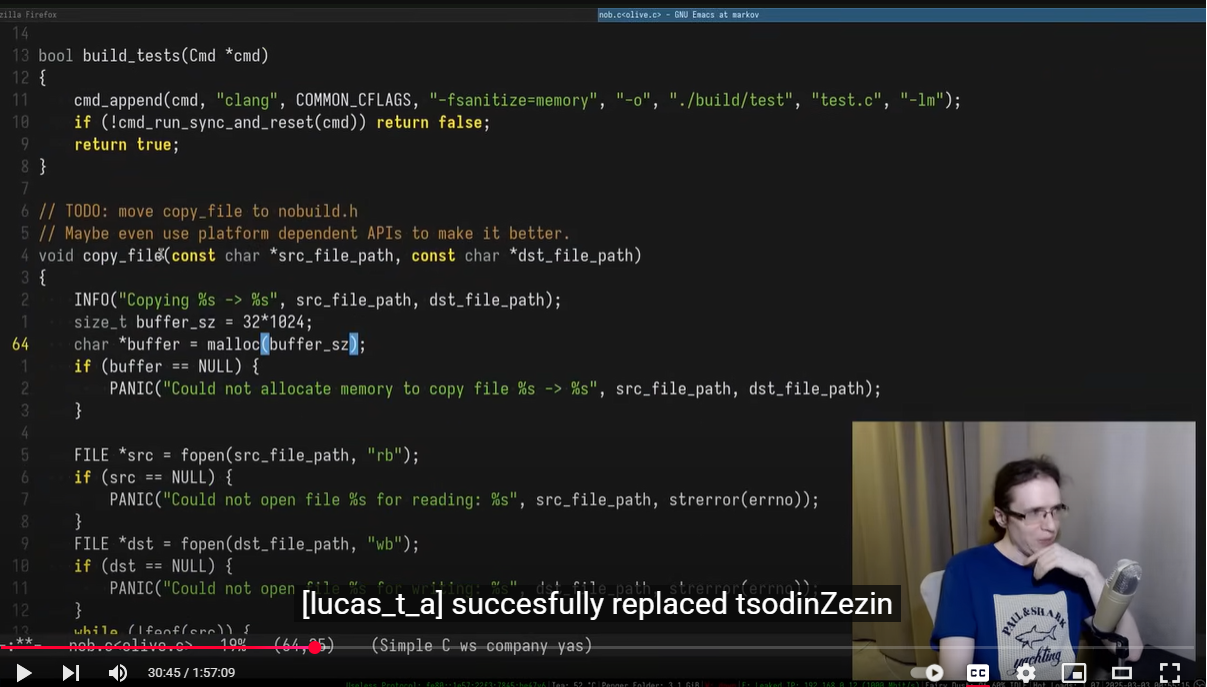 zilla Firefox
nob.c<olive.c> - GNU Emacs at markov
14
13 bool build_tests(Cmd *cmd)
12 {
11 cmd_append(cmd, "clang", COMMON_CFLAGS, "-fsanitize=memory", "-o", "./build/test", "test.c", "-lm");
10 if (!cmd_run_sync_and_reset(cmd)) return false;
9 return true;
8 }
7
6 // TODO: move copy_file to nobuild.h
5 // Maybe even use platform dependent APIs to make it better.
4 void copy_file(const char *src_file_path, const char *dst_file_path)
3 {
2 INFO("Copying %s -> %s", src_file_path, dst_file_path);
1 size_t buffer_sz = 32*1024;
64 char *buffer = malloc(buffer_sz);
1 if (buffer == NULL) {
2 PANIC("Could not allocate memory to copy file %s -> %s", src_file_path, dst_file_path);
3 }
4
5 FILE *src = fopen(src_file_path, "rb");
6 if (src == NULL) {
7 PANIC("Could not open file %s for reading: %s", src_file_path, strerror(errno));
8 }
9 FILE *dst = fopen(dst_file_path, "wb");
10 if (dst == NULL) {
11 PANIC("Could not open file %s for writing: %s", dst_file_path, strerror(errno));
12 }
13 while (!feof(src)) {
[lucas_t_a] succesfully replaced tsodinZezin
-:**- nob.c<olive.c> 19% (64,35) (Simple C ws company yas)
PAUL & SHARK
yachting
30:45 / 1:57:09
CC